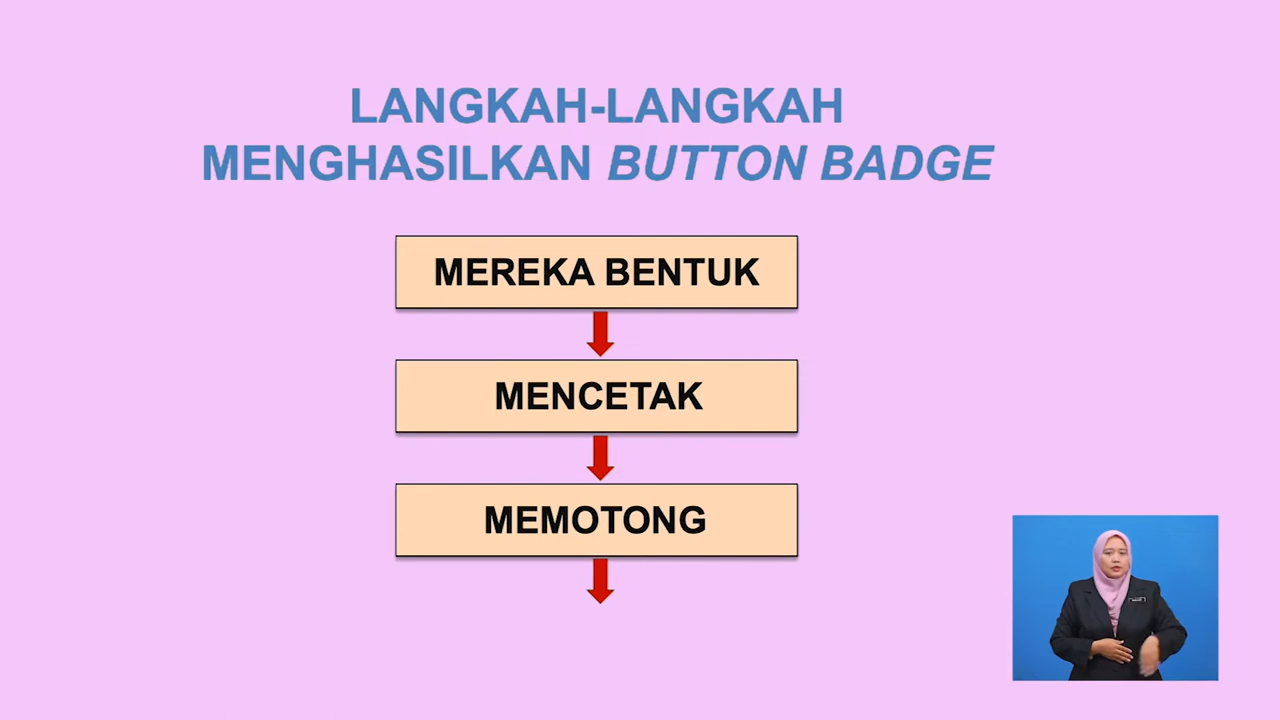 LANGKAH-LANGKAH
MENGHASILKAN BUTTON BADGE
MEREKA BENTUK
MENCETAK
MEMOTONG